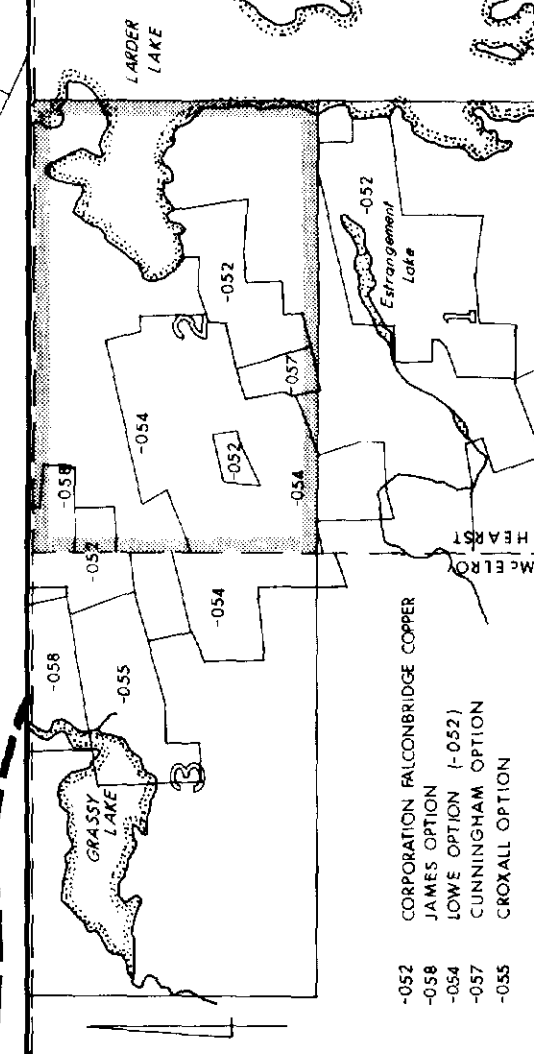 LARDER
LAKE
-052
Estrangement
Lake
1
-052
2
-057
-054
-052
-054
-058
-052
-054
HEARST
McELROY
-058
-055
3
GRASSY
LAKE
-052 CORPORATION FALCONBRIDGE COPPER
-058 JAMES OPTION
-054 LOWE OPTION (-052)
-057 CUNNINGHAM OPTION
-055 CROXALL OPTION